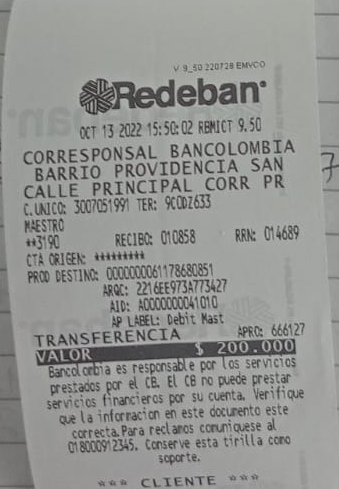 V 9_50 220728 EMVCO
Redeban
OCT 13 2022 15:50:02 RBMICT 9.50
CORRESPONSAL BANCOLOMBIA
BARRIO PROVIDENCIA SAN
CALLE PRINCIPAL CORR PR
C.UNICO: 3007051991 TER: 9CODZ633
MAESTRO
**3190 RECIBO: 010858 RRN: 014689
CTA ORIGEN: *********
PROD DESTINO: 0000000061178680851
ARQC: 2216EE973A773427
AID: A0000000041010
AP LABEL: Debit Mast
TRANSFERENCIA APRO: 666127
VALOR $ 200.000
Bancolombia es responsable por los servicios
prestados por el CB. El CB no puede prestar
servicios financieros por su cuenta. Verifique
que la informacion en este documento este
correcta.Para reclamos comuniquese al
018000912345. Conserve esta tirilla como
soporte.
*** CLIENTE ***